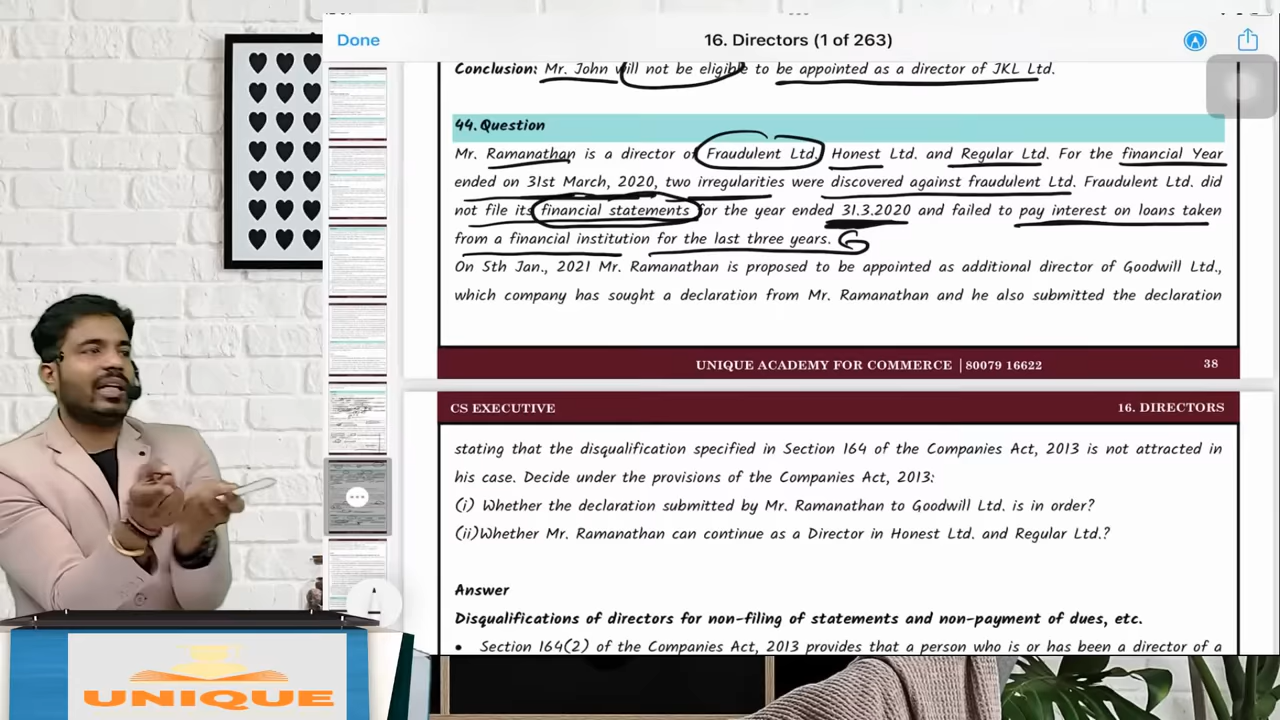 Done
16. Directors (1 of 263)
Conclusion: Mr. John will not be eligible to be appointed as a director of JKL Ltd
44. Question
Mr. Ramanathan is a director of Fraudulent Ltd. Honest Ltd. and Regular Ltd. For the financial Year
ended on 31st March, 2020, two irregularities were discovered against fraudulent Ltd. Fraudulent Ltd.
not file its financial statements for the year ended 31.3.2020 and failed to pay interest on loans taken
from a financial institution for the last three years.
On 5th Jan., 2021 Mr. Ramanathan is proposed to be appointed as additional director of Goodwill Ltd.,
which company has sought a declaration from Mr. Ramanathan and he also submitted the declaration
UNIQUE ACADEMY FOR COMMERCE | 80079 16622
38
CS EXECUTIVE
16. DIRECTORS
stating that the disqualification specified in Section 164 of the Companies Act, 2013 is not attracted in
his case. Decide under the provisions of the Companies Act, 2013:
(i) Whether the declaration submitted by Mr. Ramanathan to Goodwill Ltd. is in order?
(ii)Whether Mr. Ramanathan can continue as a Director in Honest Ltd. and Regular Ltd.?
Answer
Disqualifications of directors for non-filing of statements and non-payment of dues, etc.
• Section 164(2) of the Companies Act, 2013 provides that a person who is or has been a director of a
UNIQUE